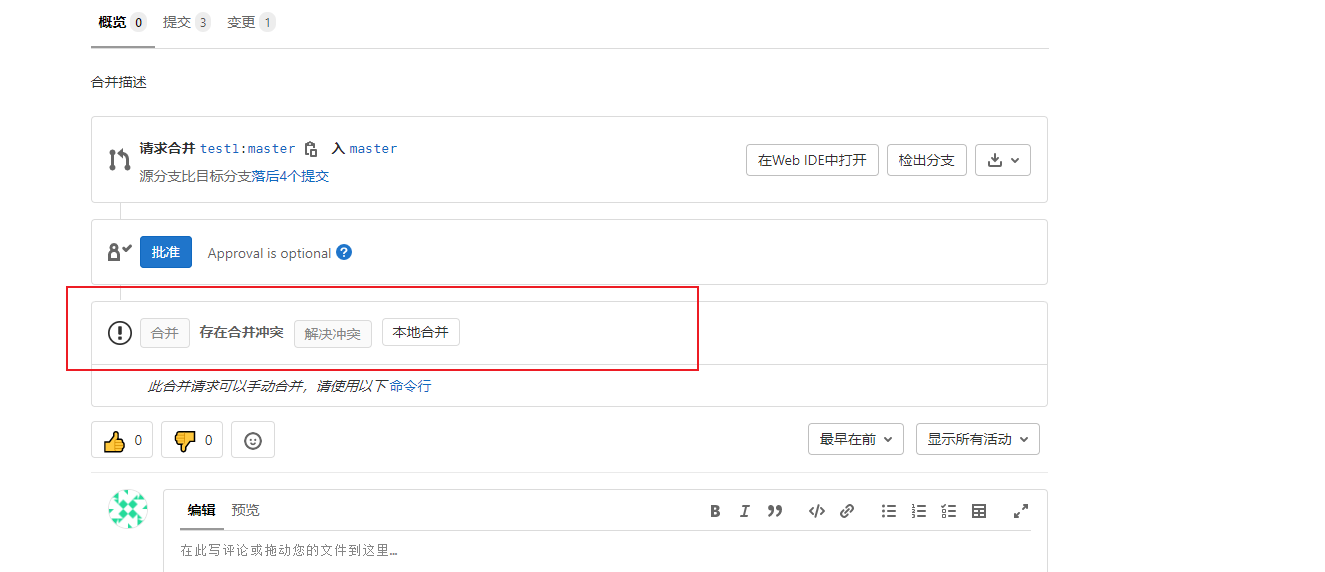 概览 0 提交 3 变更 1
合并描述
请求合并 test1:master 入 master
源分支比目标分支落后4个提交
在Web IDE中打开 检出分支
批准 Approval is optional ?
合并 存在合并冲突 解决冲突 本地合并
此合并请求可以手动合并，请使用以下 命令行
0 0
最早在前 显示所有活动
编辑 预览
在此写评论或拖动您的文件到这里…